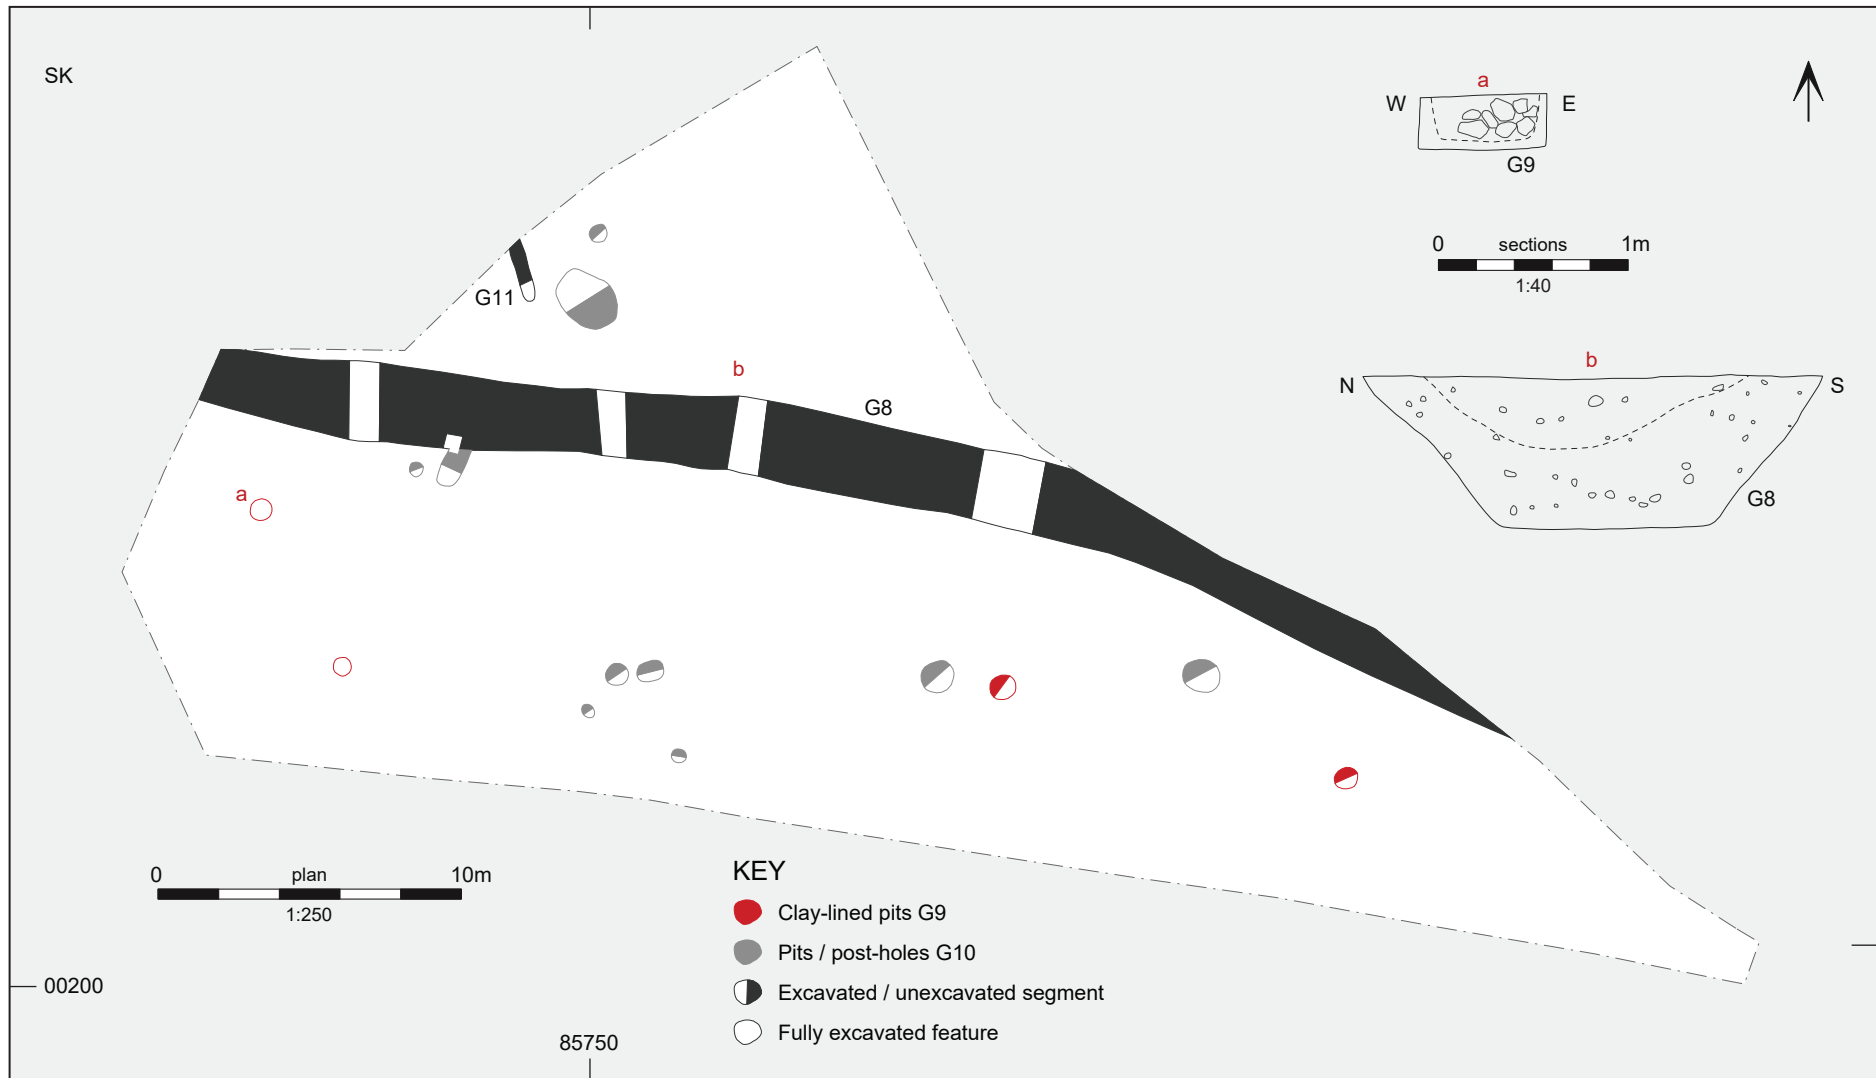 SK
a
W
E
G9
0
sections
1m
1:40
G11
b
N
b
S
G8
G8
a
0
plan
10m
1:250
KEY
Clay-lined pits G9
Pits / post-holes G10
Excavated / unexcavated segment
Fully excavated feature
00200
85750